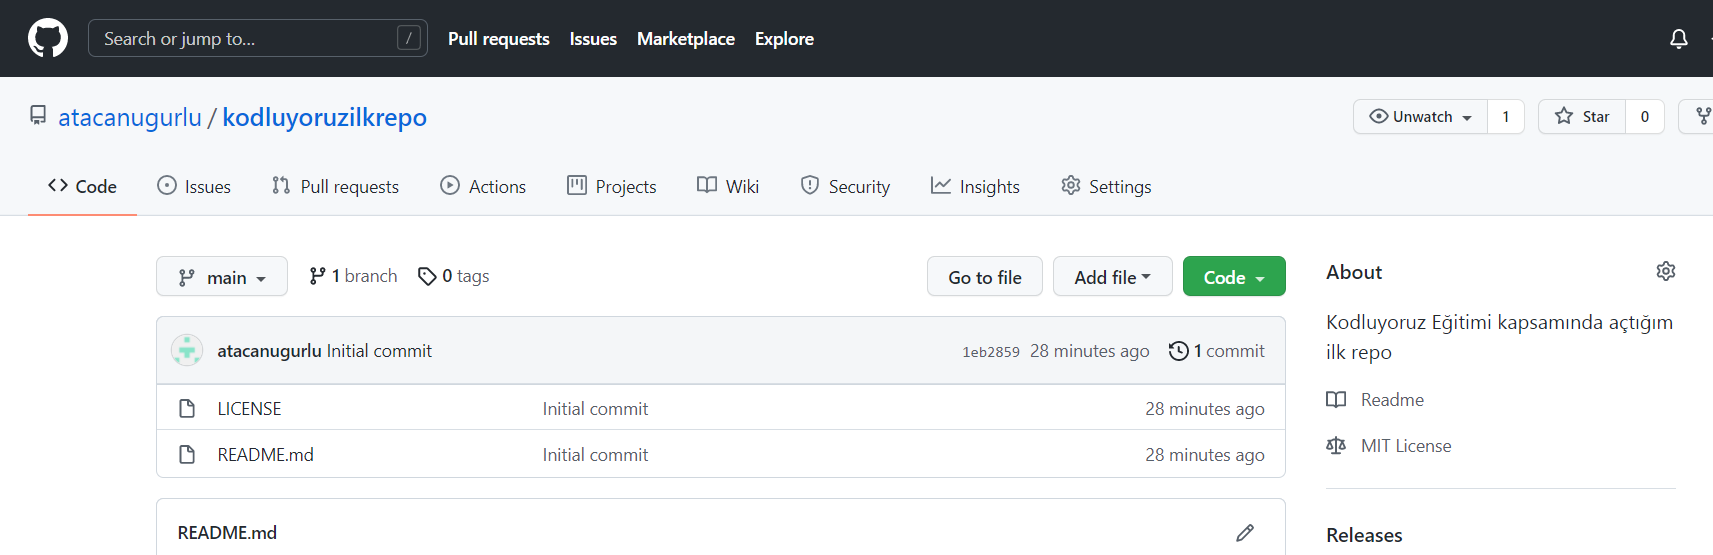 Search or jump to... / Pull requests Issues Marketplace Explore
atacanugurlu / kodluyoruzilkrepo Unwatch 1 Star 0
Code Issues Pull requests Actions Projects Wiki Security Insights Settings
main 1 branch 0 tags Go to file Add file Code
atacanugurlu Initial commit 1eb2859 28 minutes ago 1 commit
LICENSE Initial commit 28 minutes ago
README.md Initial commit 28 minutes ago
README.md
About
Kodluyoruz Eğitimi kapsamında açtığım
ilk repo
Readme
MIT License
Releases